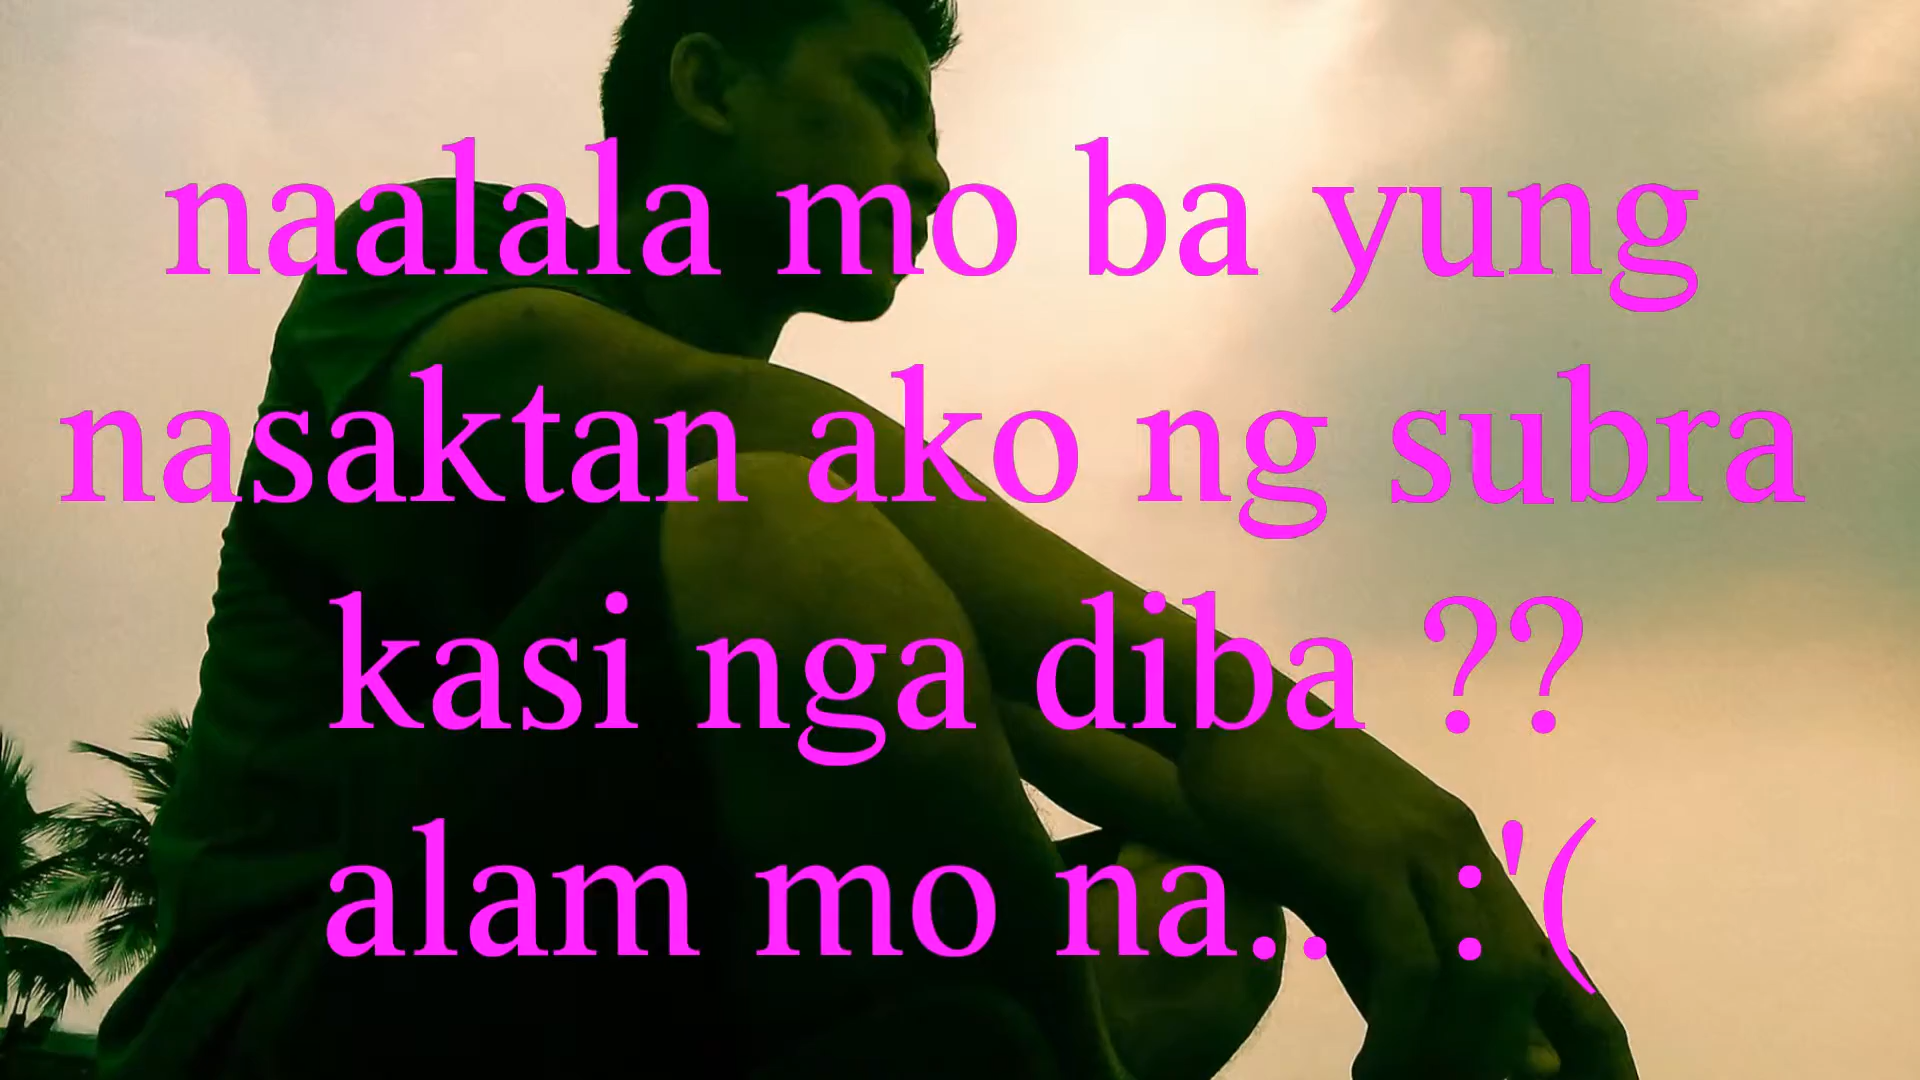 naalala mo ba yung
nasaktan ako ng subra
kasi nga diba ??
alam mo na.. :'(